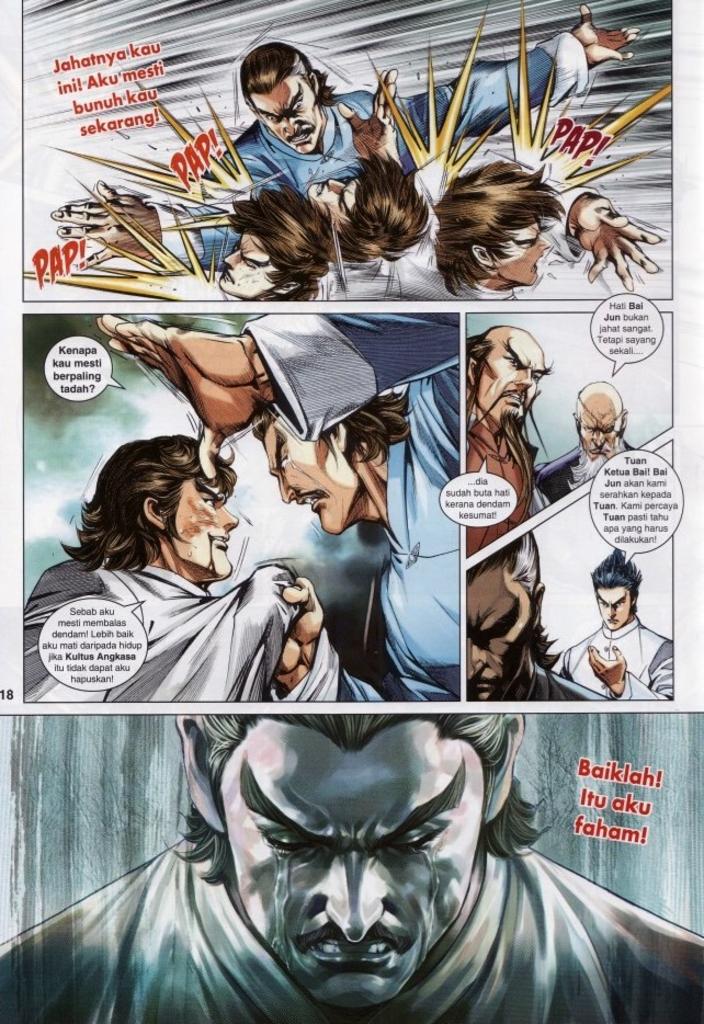 Jahatnya kau
ini! Aku mesti
bunuh kau
sekarang!
PAP!
PAP!
PAP!
Kenapa
kau mesti
berpaling
tadah?
Sebab aku
mesti membalas
dendam! Lebih baik
aku mati daripada hidup
jika Kultus Angkasa
itu tidak dapat aku
hapuskan!
Hati Bai
Jun bukan
jahat sangat.
Tetapi sayang
sekali....
...dia
sudah buta hati
kerana dendam
kesumat!
Tuan
Ketua Bai! Bai
Jun akan kami
serahkan kepada
Tuan. Kami percaya
Tuan pasti tahu
apa yang harus
dilakukan!
18
Baiklah!
Itu aku
faham!